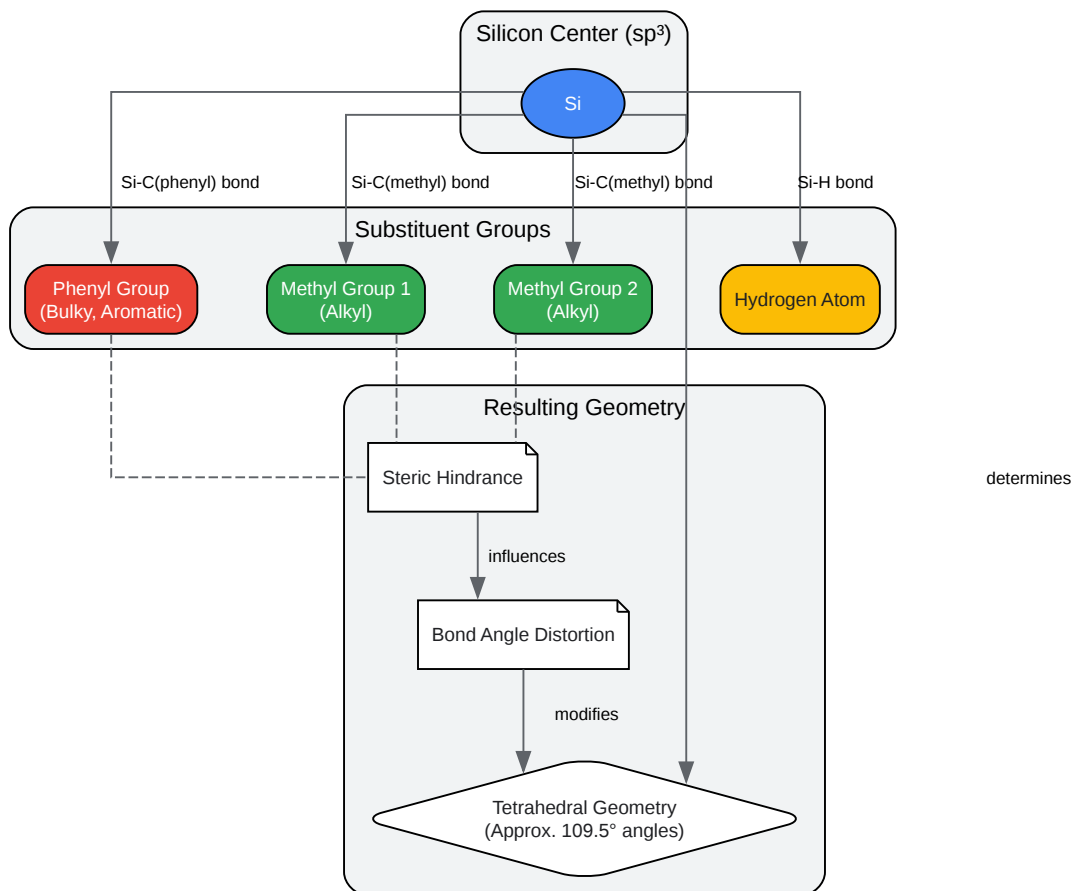 Silicon Center (sp³)
Si
Si-C(phenyl) bond
Si-C(methyl) bond
Si-C(methyl) bond
Si-H bond
Substituent Groups
Phenyl Group
(Bulky, Aromatic)
Methyl Group 1
(Alkyl)
Methyl Group 2
(Alkyl)
Hydrogen Atom
Resulting Geometry
Steric Hindrance
determines
influences
Bond Angle Distortion
modifies
Tetrahedral Geometry
(Approx. 109.5° angles)